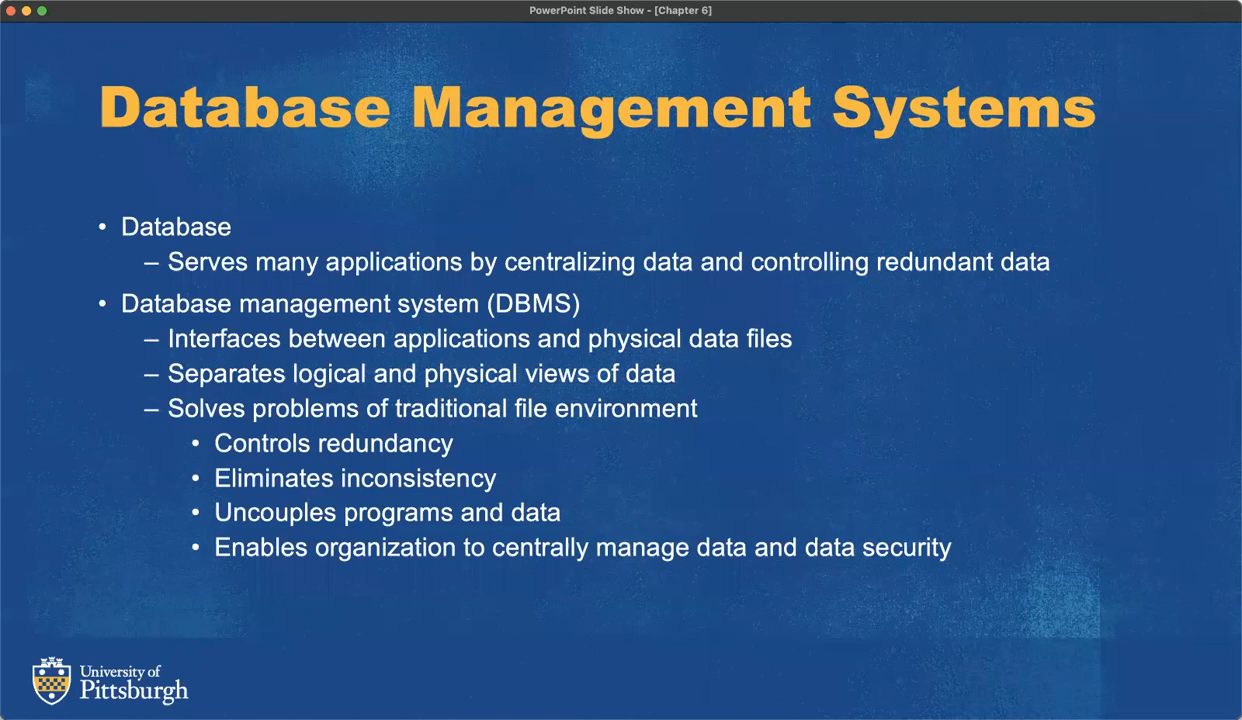 PowerPoint Slide Show - [Chapter 6]
Database Management Systems
• Database
– Serves many applications by centralizing data and controlling redundant data
• Database management system (DBMS)
– Interfaces between applications and physical data files
– Separates logical and physical views of data
– Solves problems of traditional file environment
• Controls redundancy
• Eliminates inconsistency
• Uncouples programs and data
• Enables organization to centrally manage data and data security
University of
Pittsburgh